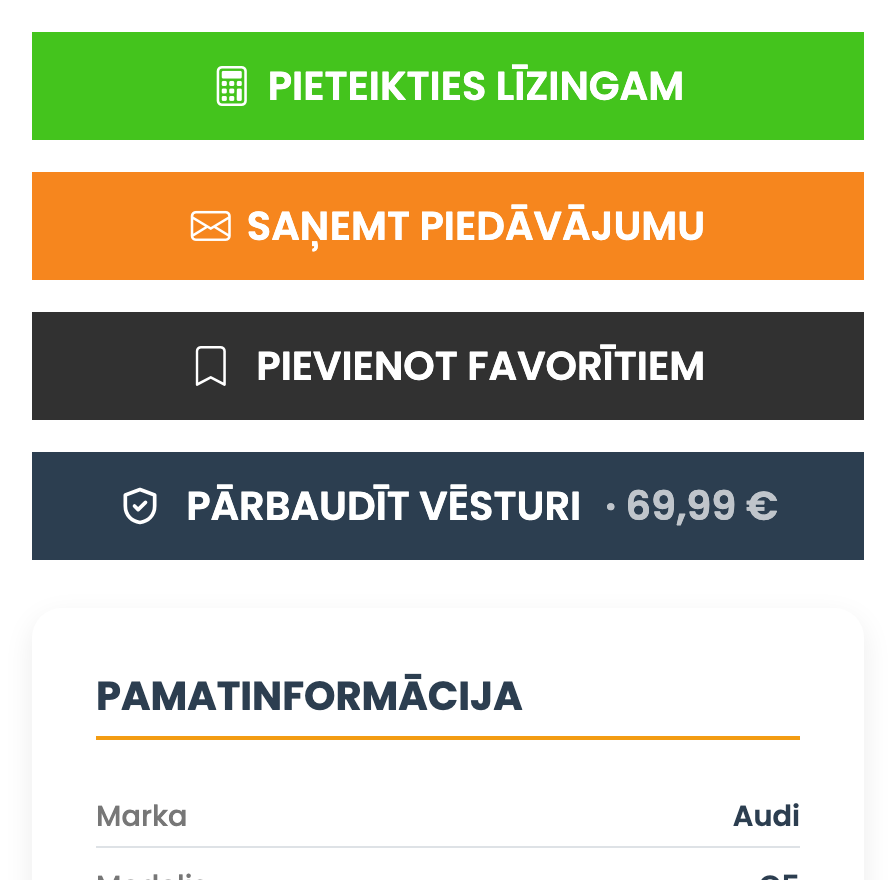 PIETEIKTIES LĪZINGAM
SAŅEMT PIEDĀVĀJUMU
PIEVIENOT FAVORĪTIEM
PĀRBAUDĪT VĒSTURI · 69,99 €
PAMATINFORMĀCIJA
Marka Audi